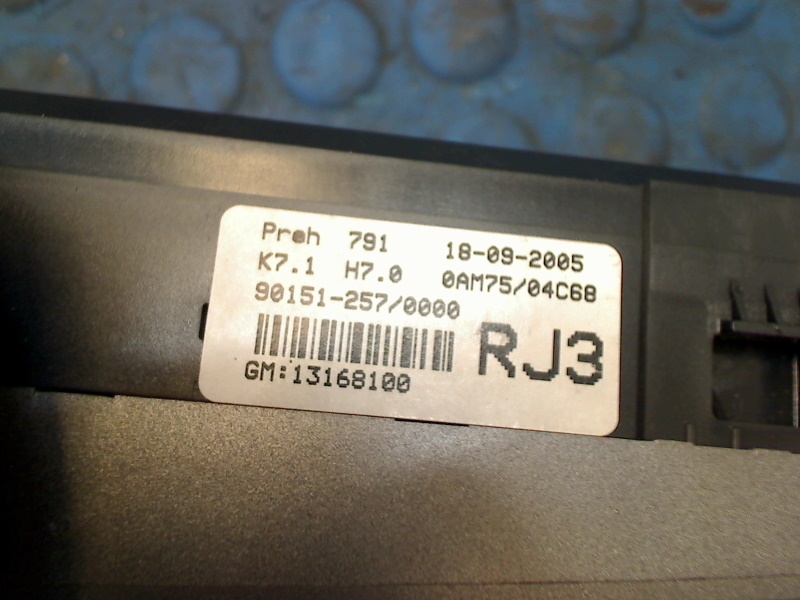 Preh 791 18-09-2005
K7.1 H7.0 0AM75/04C68
90151-257/0000
RJ3
GM:13168100